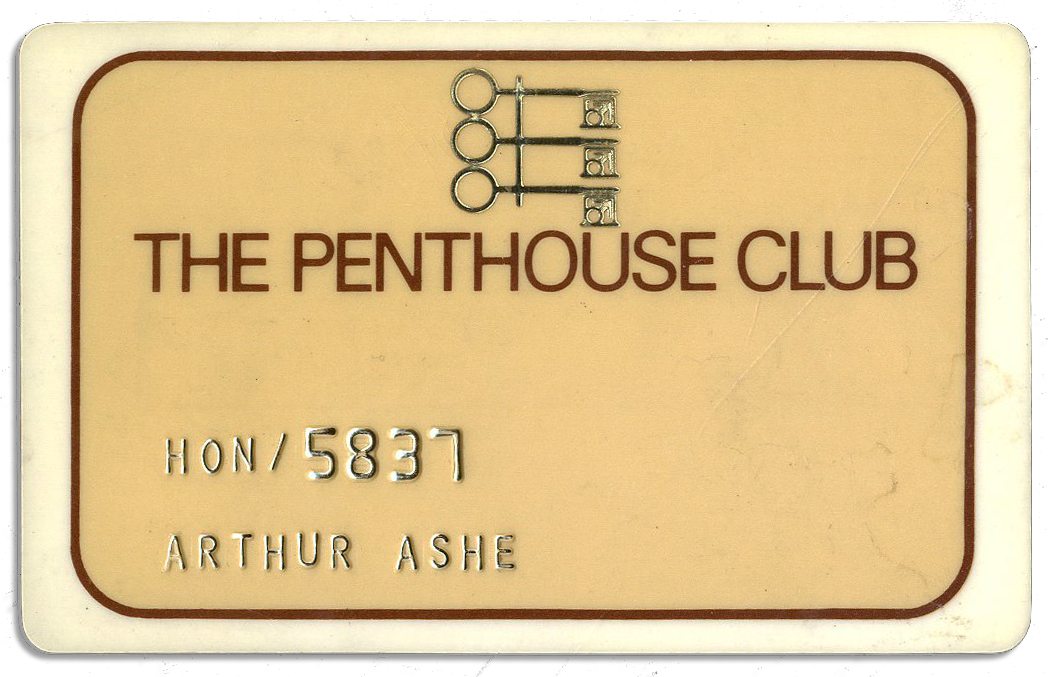 THE PENTHOUSE CLUB
HON/5837
ARTHUR ASHE